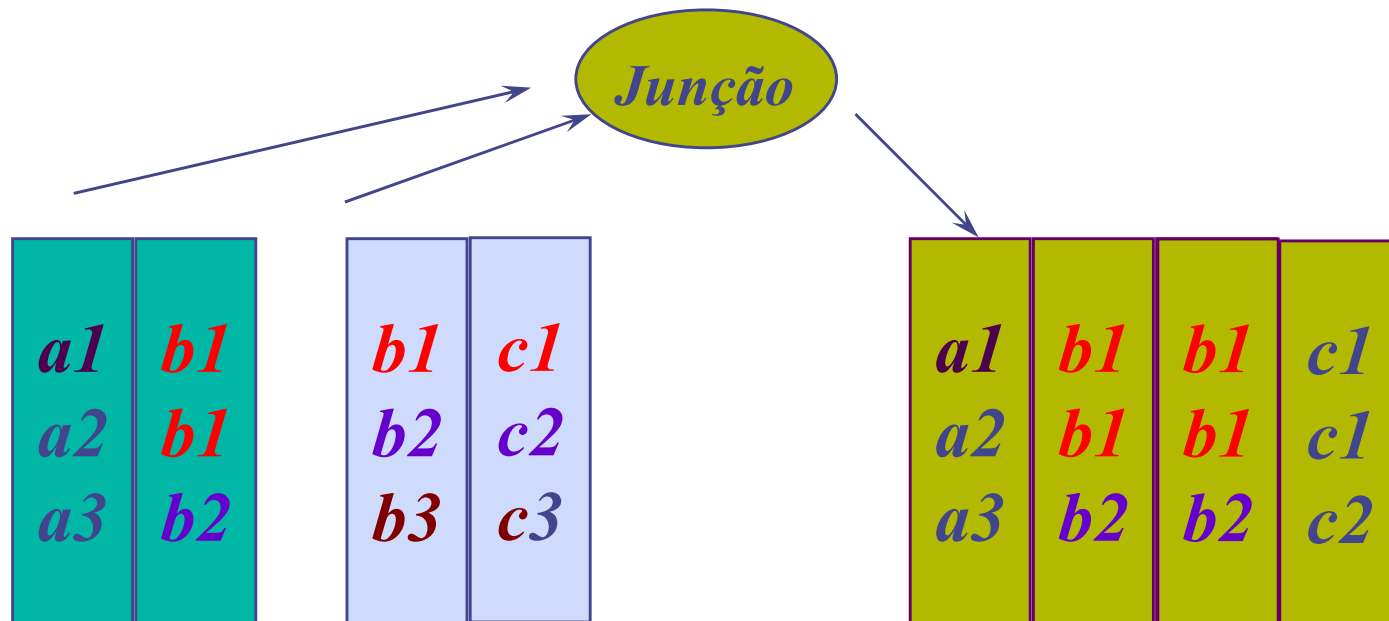 Junção
a1 b1 b1 c1 a1 b1 b1 c1
a2 b1 b2 c2 a2 b1 b1 c1
a3 b2 b3 c3 a3 b2 b2 c2